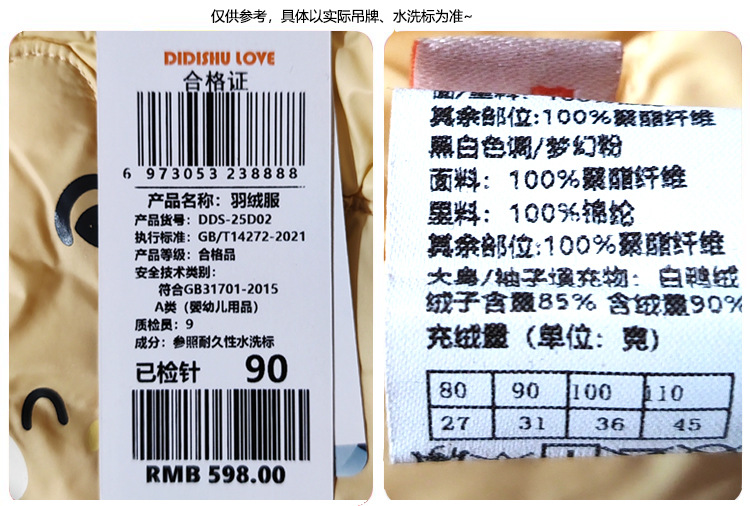 仅供参考，具体以实际吊牌、水洗标为准~
DIDISHU LOVE
合格证
6 973053 238888
产品名称：羽绒服
产品货号：DDS-25D02
执行标准：GB/T14272-2021
产品等级：合格品
安全技术类别：
符合GB31701-2015
A类（婴幼儿用品）
质检员：9
成分：参照耐久性水洗标
已检针 90
RMB 598.00
其余部位:100%聚酯纤维
黑白色调/梦幻粉
面料：100%聚酯纤维
里料：100%锦纶
其余部位:100%聚酯纤维
大身/袖子填充物：白鸭绒
绒子含量85% 含绒量90%
充绒量（单位：克）
80 90 100 110
27 31 36 45